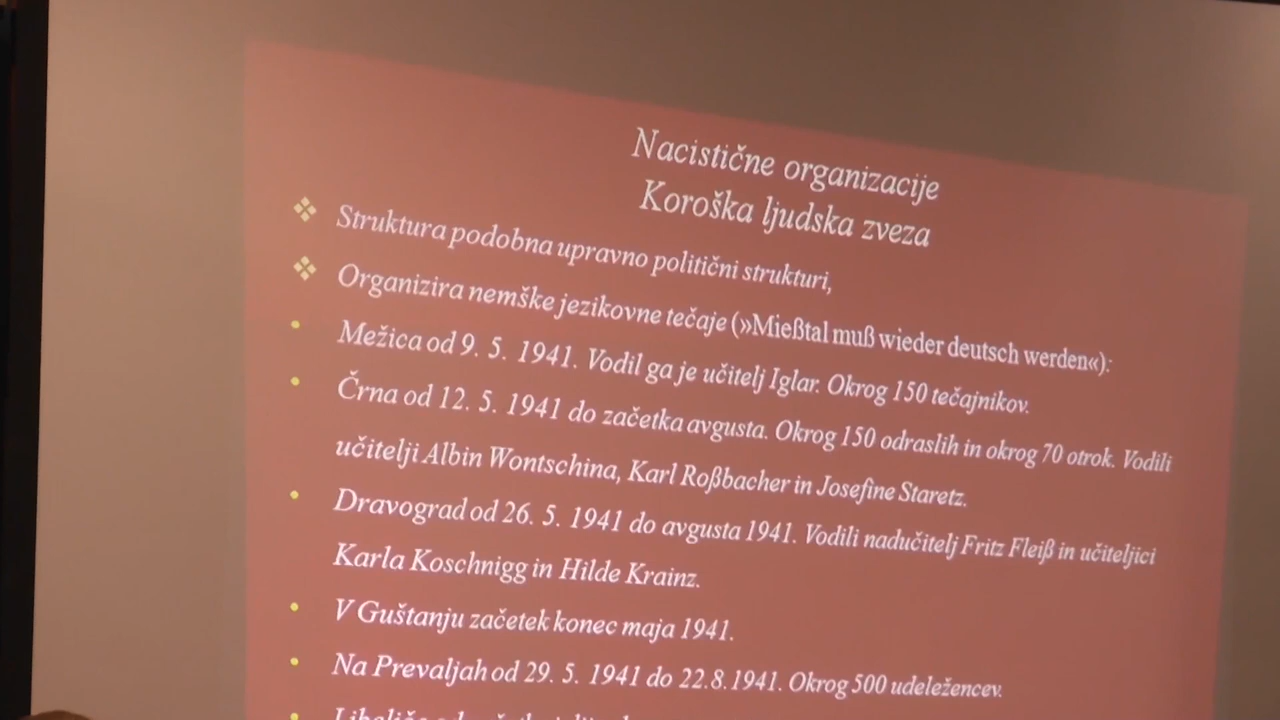 Nacistične organizacije
Koroška ljudska zveza
❖ Struktura podobna upravno politični strukturi,
❖ Organizira nemške jezikovne tečaje (»Mießtal muß wieder deutsch werden«):
• Mežica od 9. 5. 1941. Vodil ga je učitelj Iglar. Okrog 150 tečajnikov.
• Črna od 12. 5. 1941 do začetka avgusta. Okrog 150 odraslih in okrog 70 otrok. Vodili
učitelji Albin Wontschina, Karl Roßbacher in Josefine Staretz.
• Dravograd od 26. 5. 1941 do avgusta 1941. Vodili nadučitelj Fritz Fleiß in učiteljici
Karla Koschnigg in Hilde Krainz.
• V Guštanju začetek konec maja 1941.
• Na Prevaljah od 29. 5. 1941 do 22.8.1941. Okrog 500 udeležencev.